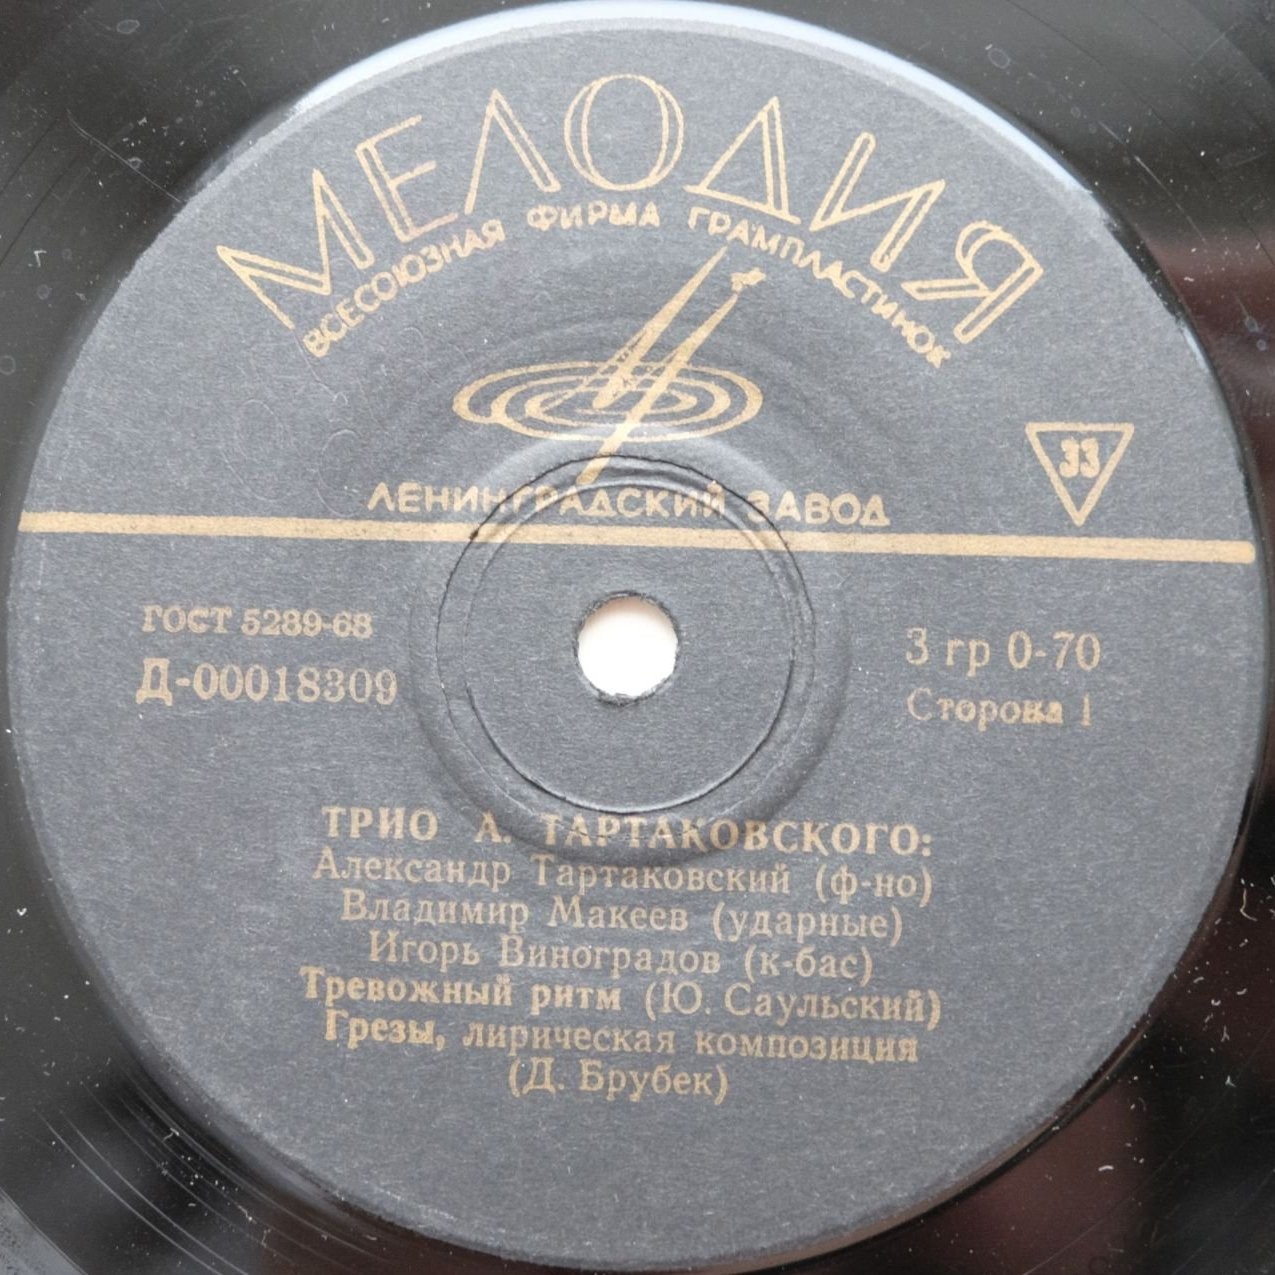 МЕЛОДИЯ
ВСЕСОЮЗНАЯ ФИРМА ГРАМПЛАСТИНОК
33
ЛЕНИНГРАДСКИЙ ЗАВОД
ГОСТ 5289-68
Д-00018309
3 гр 0-70
Сторона 1
ТРИО А. ТАРТАКОВСКОГО:
Александр Тартаковский (ф-но)
Владимир Макеев (ударные)
Игорь Виноградов (к-бас)
Тревожный ритм (Ю. Саульский)
Грезы, лирическая композиция
(Д. Брубек)